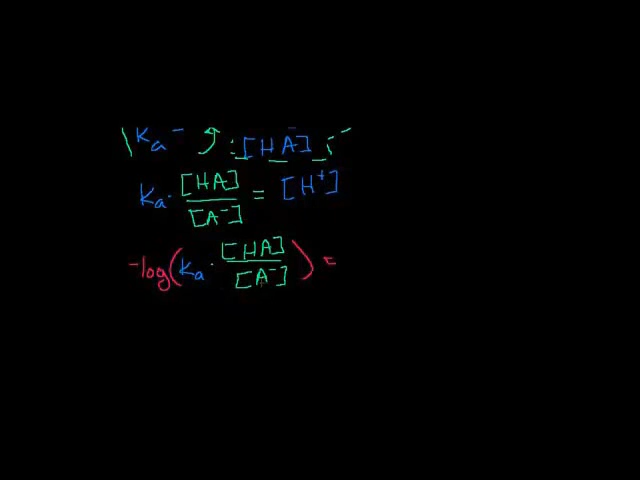 Ka [HA]
Ka · [HA]/[A⁻] = [H⁺]
-log(Ka · [HA]/[A⁻]) =